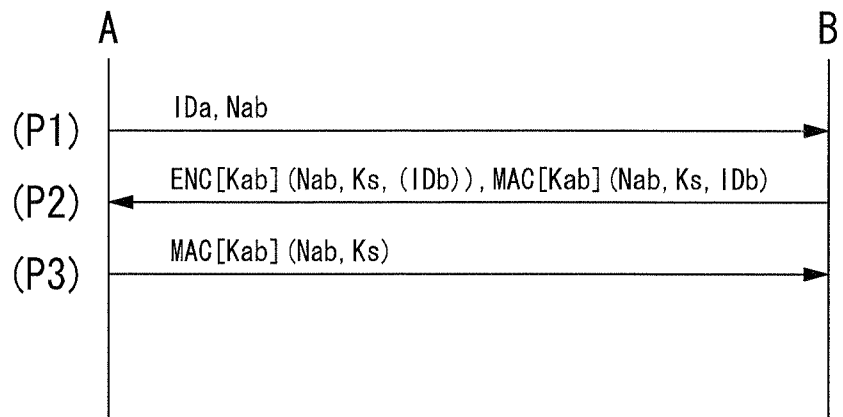 A B
(P1) IDa, Nab
(P2) ENC[Kab](Nab, Ks, (IDb)), MAC[Kab](Nab, Ks, IDb)
(P3) MAC[Kab](Nab, Ks)